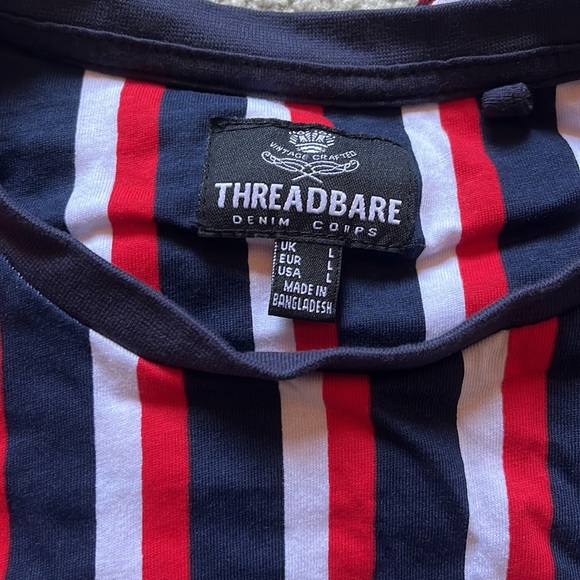 VINTAGE CRAFTED
THREADBARE
DENIM CORPS
UK L
EUR L
USA L
MADE IN
BANGLADESH